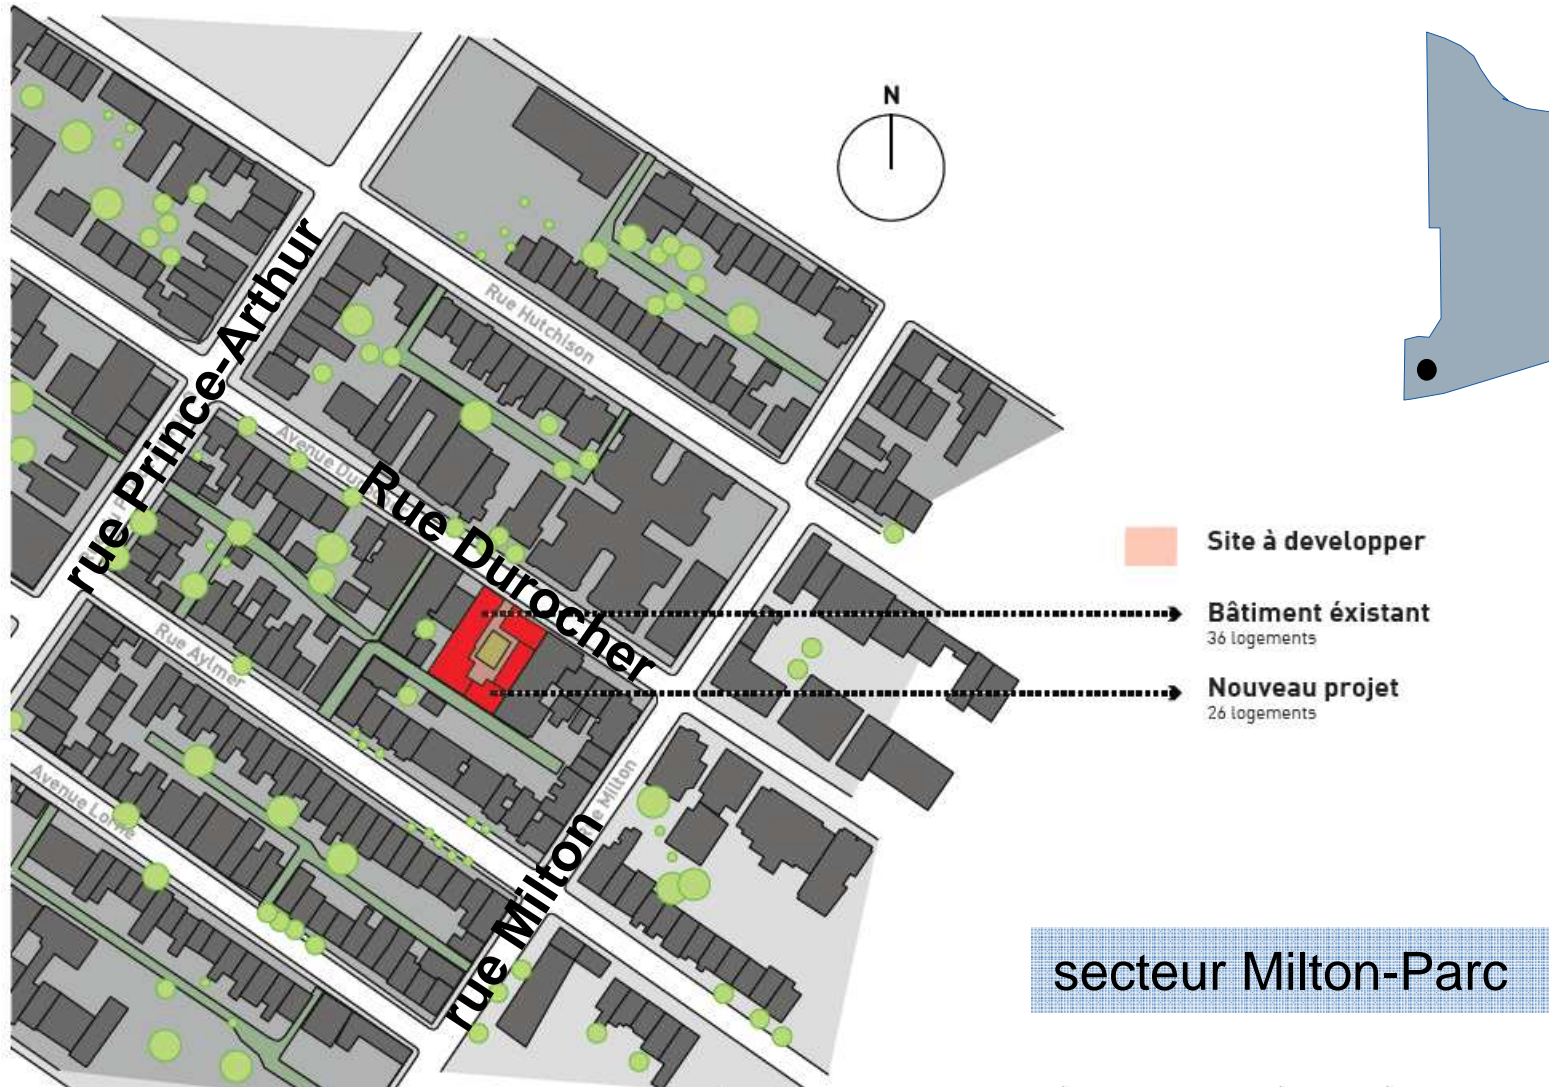 N
rue Prince-Arthur
Rue Hutchison
Avenue
Rue Durocher
Rue Aylmer
Avenue Lorne
Rue Milton
rue Milton
Site à developper
Bâtiment éxistant
36 logements
Nouveau projet
26 logements
secteur Milton-Parc